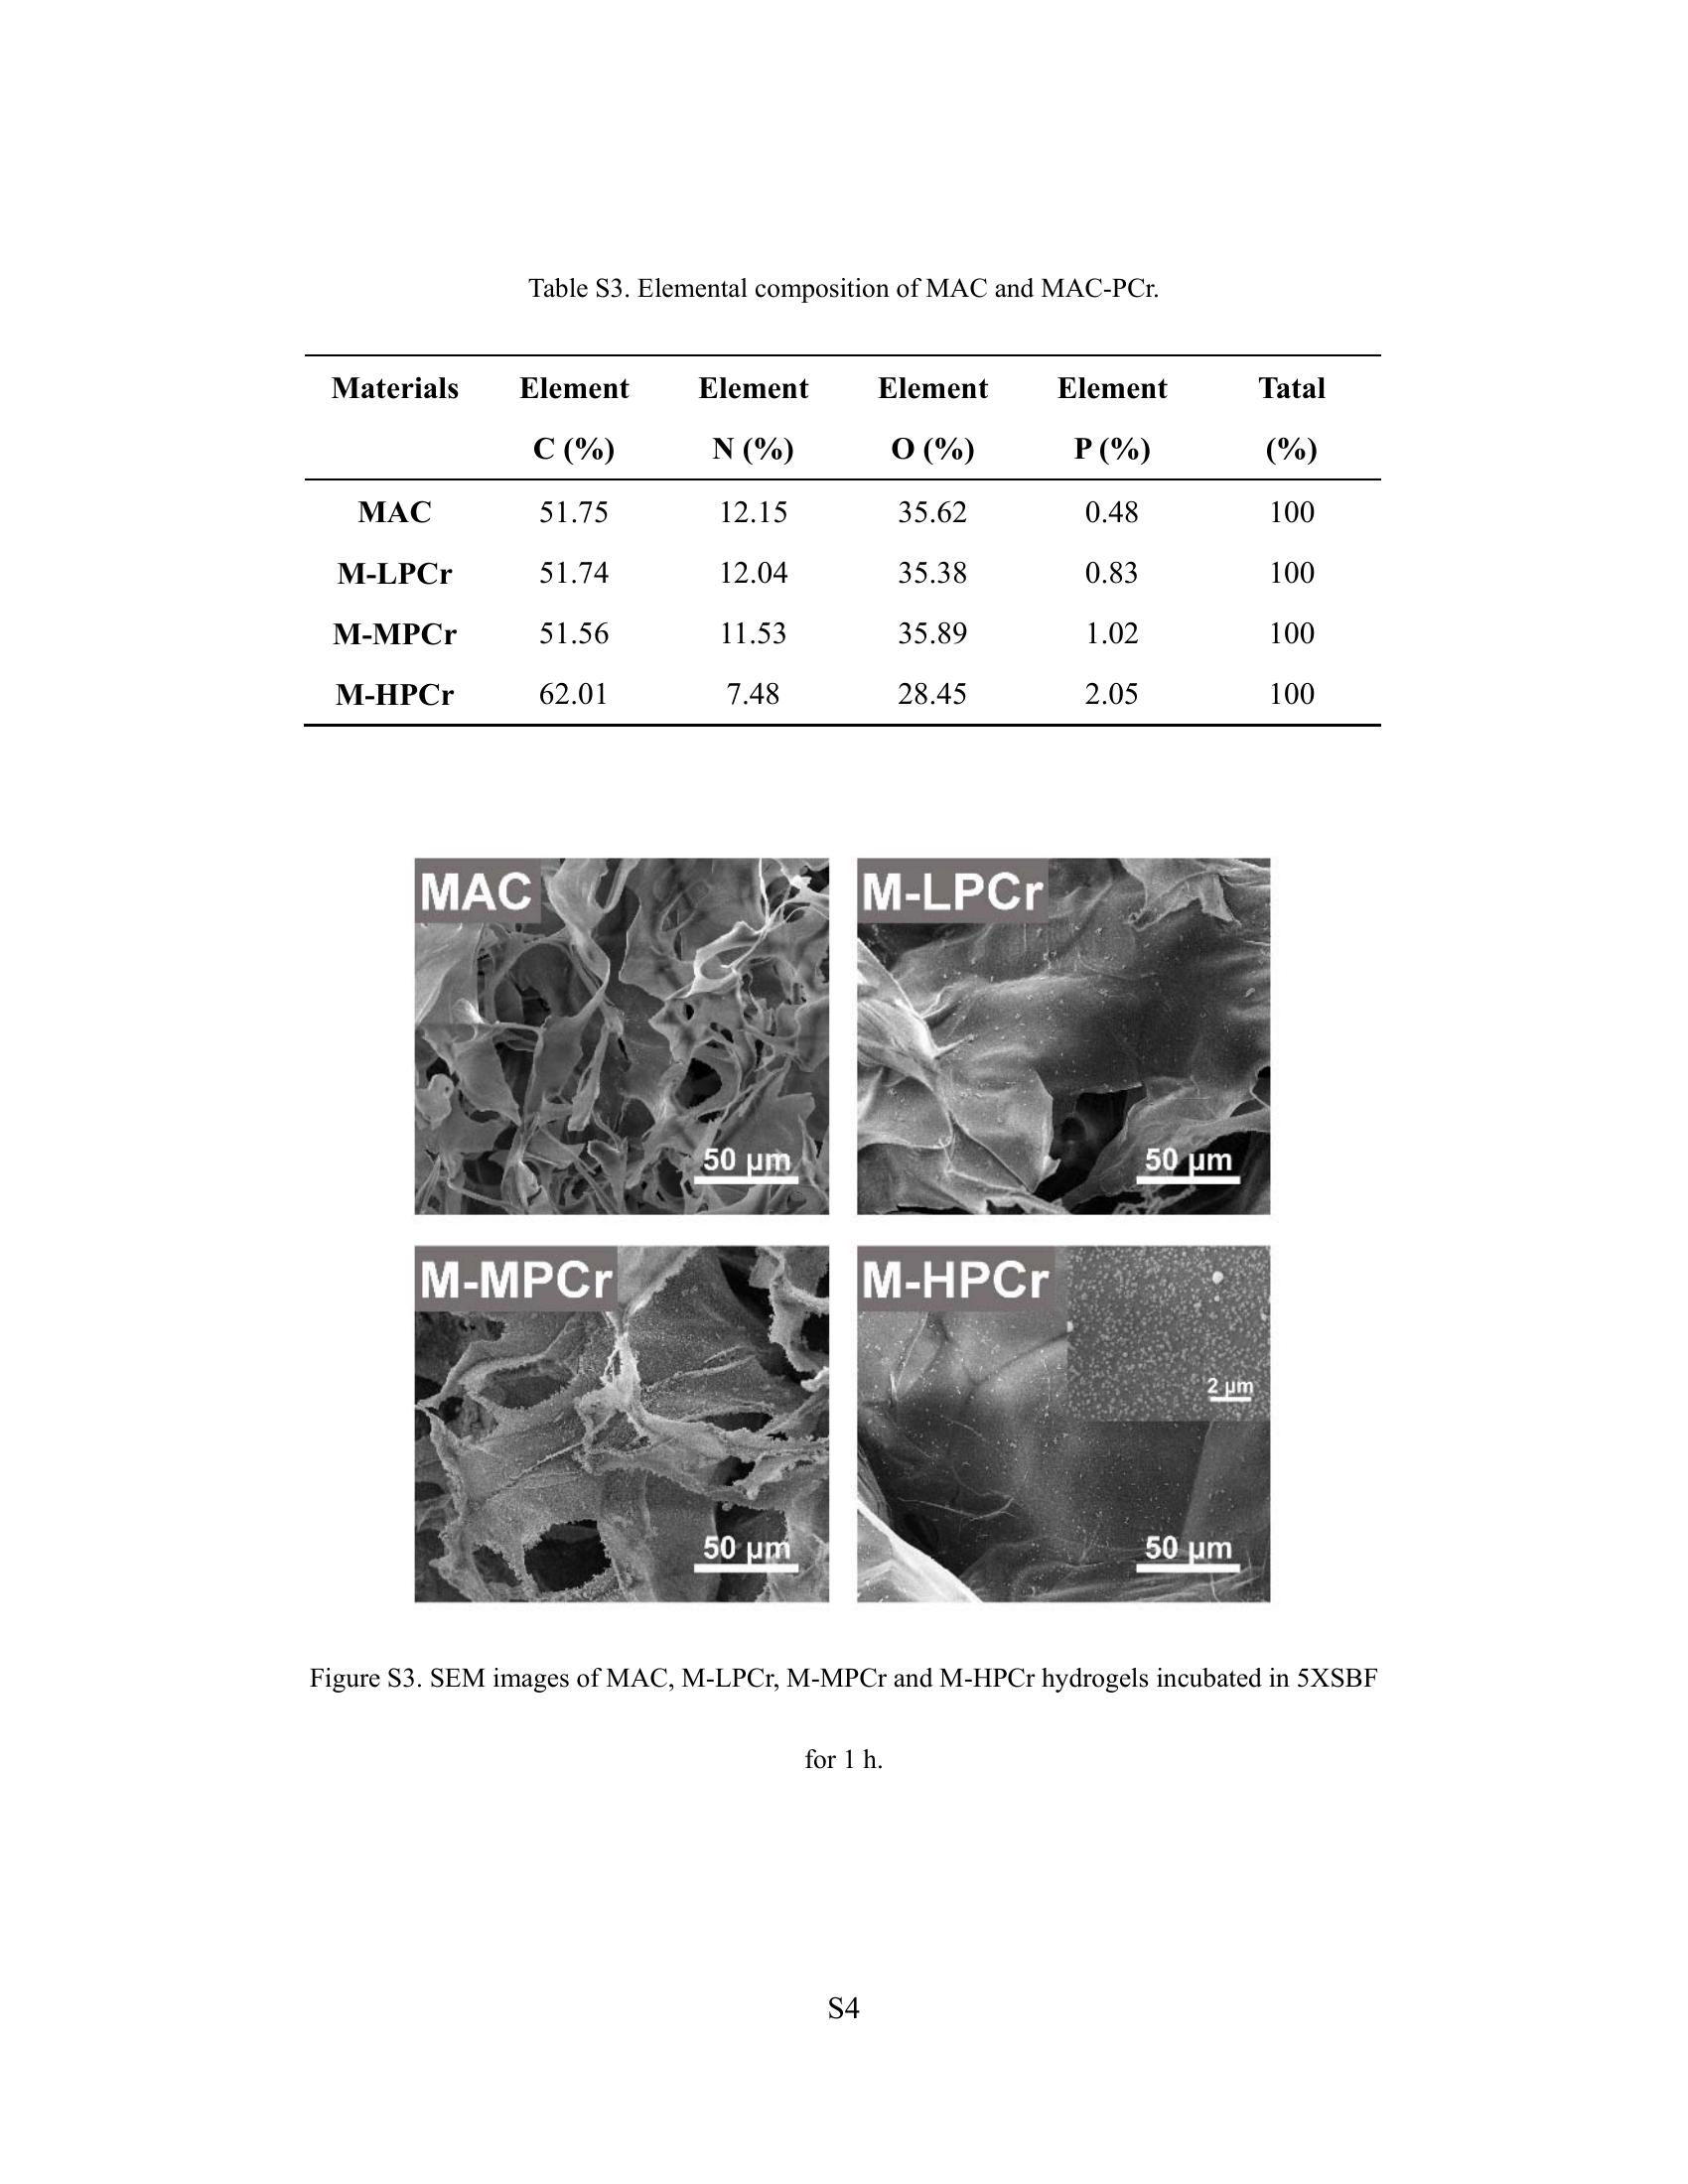 Table S3. Elemental composition of MAC and MAC-PCr.
Materials Element Element Element Element Tatal
C (%) N (%) O (%) P (%) (%)
MAC 51.75 12.15 35.62 0.48 100
M-LPCr 51.74 12.04 35.38 0.83 100
M-MPCr 51.56 11.53 35.89 1.02 100
M-HPCr 62.01 7.48 28.45 2.05 100
MAC
50 µm
M-LPCr
50 µm
M-MPCr
50 µm
M-HPCr
2 µm
50 µm
Figure S3. SEM images of MAC, M-LPCr, M-MPCr and M-HPCr hydrogels incubated in 5XSBF
for 1 h.
S4